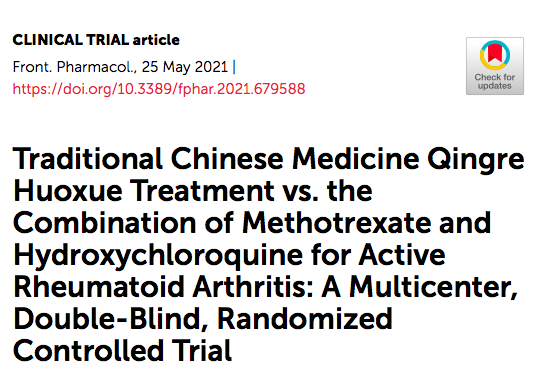 CLINICAL TRIAL article
Front. Pharmacol., 25 May 2021 |
https://doi.org/10.3389/fphar.2021.679588
Check for
updates
Traditional Chinese Medicine Qingre
Huoxue Treatment vs. the
Combination of Methotrexate and
Hydroxychloroquine for Active
Rheumatoid Arthritis: A Multicenter,
Double-Blind, Randomized
Controlled Trial